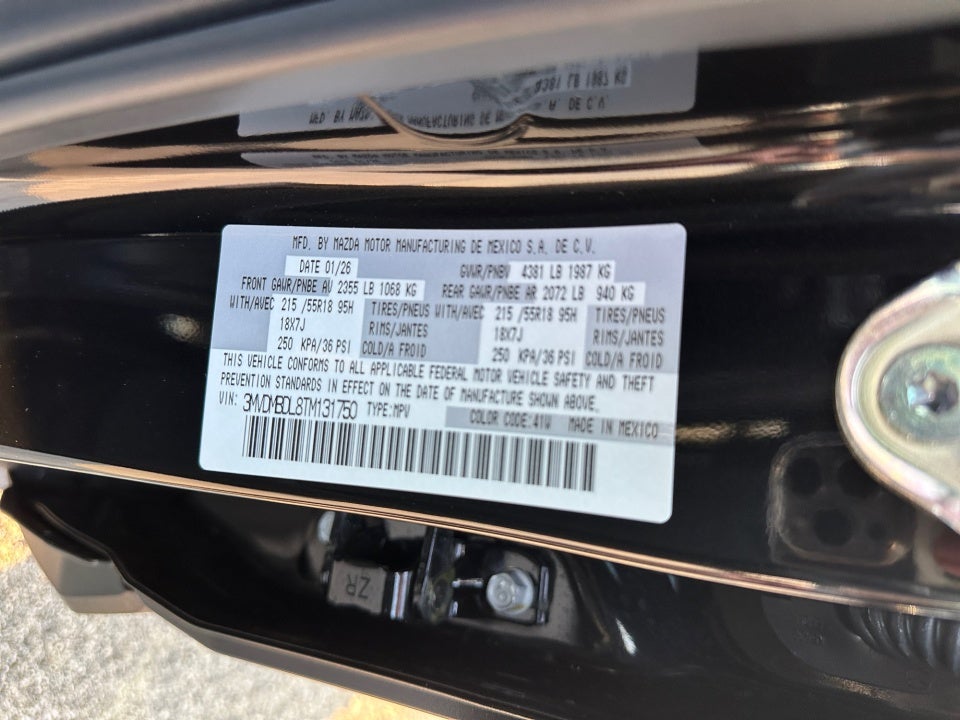 MFD. BY MAZDA MOTOR MANUFACTURING DE MEXICO S.A. DE C.V.
DATE 01/26 GVWR/PNBV 4381 LB 1987 KG
FRONT GAWR/PNBE AV 2355 LB 1068 KG REAR GAWR/PNBE AR 2072 LB 940 KG
WITH/AVEC 215 /55R18 95H TIRES/PNEUS WITH/AVEC 215 /55R18 95H TIRES/PNEUS
18X7J RIMS/JANTES 18X7J RIMS/JANTES
250 KPA/36 PSI COLD/A FROID 250 KPA/36 PSI COLD/A FROID
THIS VEHICLE CONFORMS TO ALL APPLICABLE FEDERAL MOTOR VEHICLE SAFETY AND THEFT
PREVENTION STANDARDS IN EFFECT ON THE DATE OF MANUFACTURE SHOWN ABOVE.
VIN: 3MVDMBDL8TM131750 TYPE:MPV COLOR CODE:41W MADE IN MEXICO
ZR